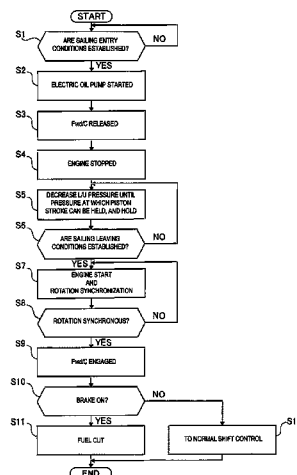 START
S1
ARE SAILING ENTRY
CONDITIONS ESTABLISHED?
NO
YES
S2
ELECTRIC OIL PUMP STARTED
S3
Fwd/C RELEASED
S4
ENGINE STOPPED
S5
DECREASE L/U PRESSURE UNTIL
PRESSURE AT WHICH PISTON
STROKE CAN BE HELD, AND HOLD
S6
ARE SAILING LEAVING
CONDITIONS ESTABLISHED?
NO
YES
S7
ENGINE START
AND
ROTATION SYNCHRONIZATION
S8
ROTATION SYNCHRONOUS?
NO
YES
S9
Fwd/C ENGAGED
S10
BRAKE ON?
NO
YES
S11
FUEL CUT
S1
TO NORMAL SHIFT CONTROL
END